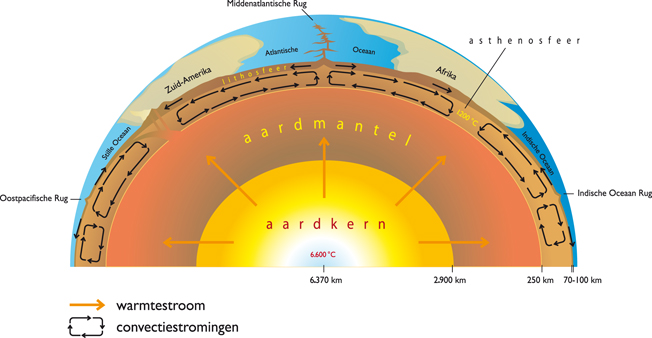 Middenatlantische Rug
asthenosfeer
Atlantische
Oceaan
Zuid-Amerika
lithosfeer
Afrika
1200 °C
Stille Oceaan
aardmantel
Indische Oceaan
Oostpacifische Rug
Indische Oceaan Rug
aardkern
6.600 °C
6.370 km
2.900 km
250 km
70-100 km
warmtestroom
convectiestromingen